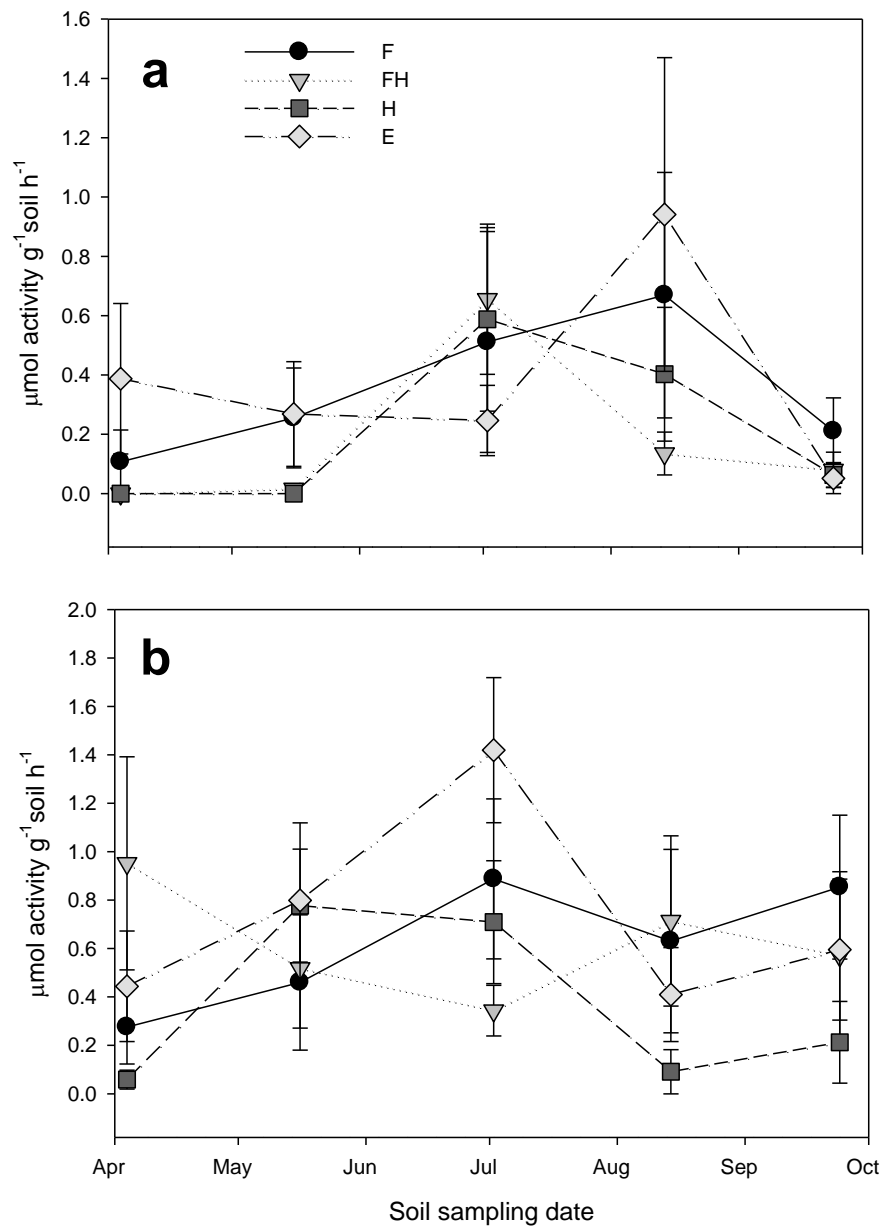 a
F
FH
H
E
1.6
1.4
1.2
1.0
0.8
0.6
0.4
0.2
0.0
μmol activity g⁻¹soil h⁻¹
b
2.0
1.8
1.6
1.4
1.2
1.0
0.8
0.6
0.4
0.2
0.0
μmol activity g⁻¹soil h⁻¹
Apr May Jun Jul Aug Sep Oct
Soil sampling date